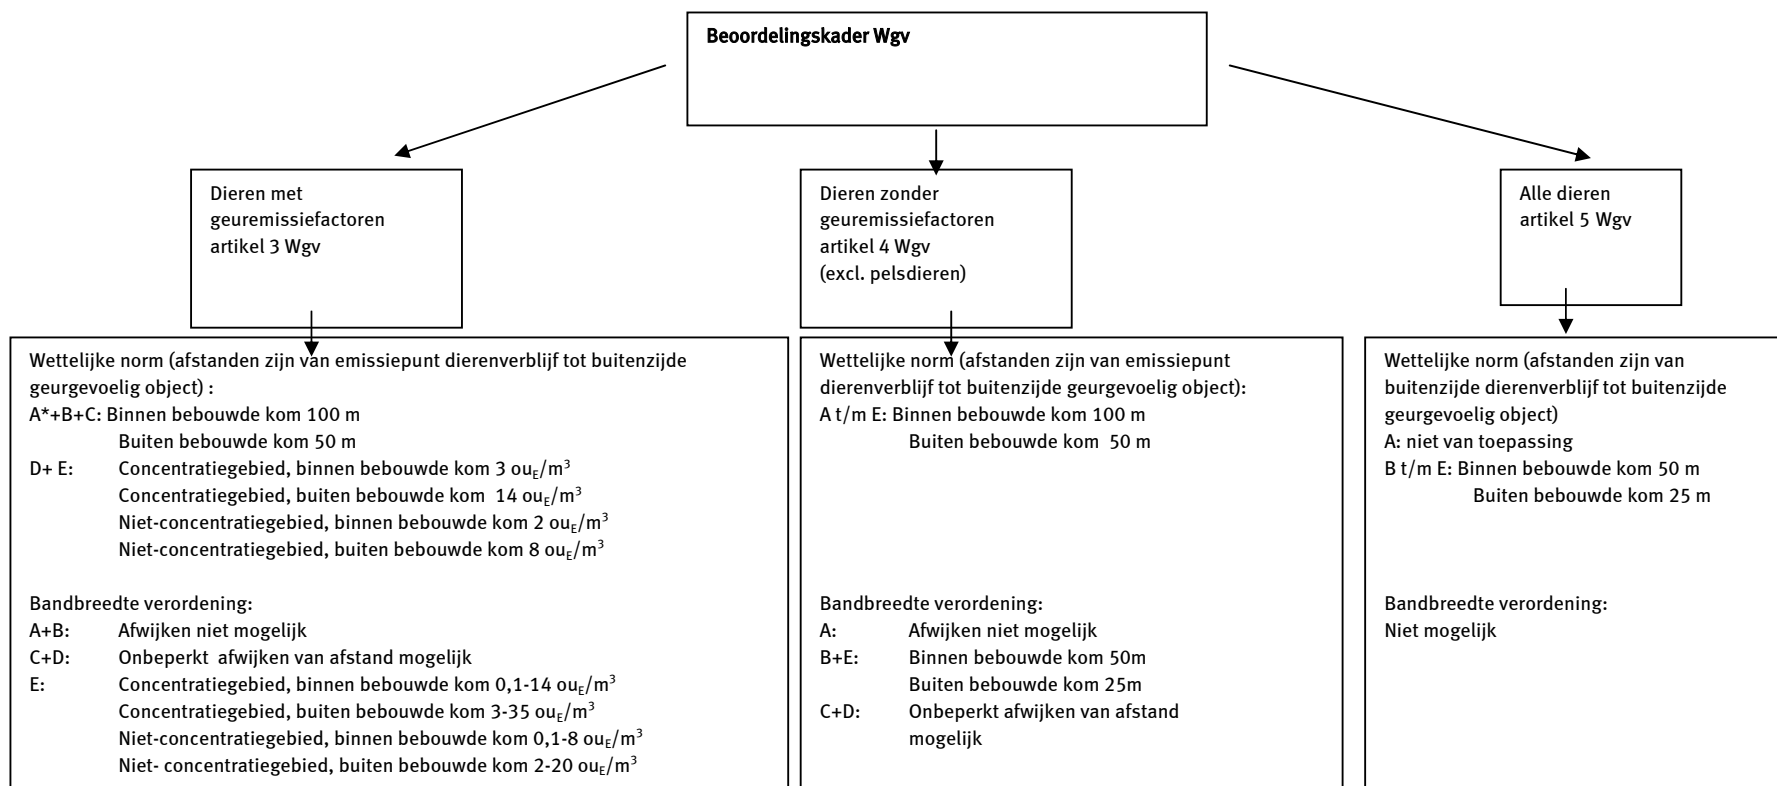 Beoordelingskader Wgv
Dieren met
geuremissiefactoren
artikel 3 Wgv
Dieren zonder
geuremissiefactoren
artikel 4 Wgv
(excl. pelsdieren)
Alle dieren
artikel 5 Wgv
Wettelijke norm (afstanden zijn van emissiepunt dierenverblijf tot buitenzijde
geurgevoelig object) :
A*+B+C: Binnen bebouwde kom 100 m
Buiten bebouwde kom 50 m
D+ E: Concentratiegebied, binnen bebouwde kom 3 ouE/m³
Concentratiegebied, buiten bebouwde kom 14 ouE/m³
Niet-concentratiegebied, binnen bebouwde kom 2 ouE/m³
Niet-concentratiegebied, buiten bebouwde kom 8 ouE/m³
Bandbreedte verordening:
A+B: Afwijken niet mogelijk
C+D: Onbeperkt afwijken van afstand mogelijk
E: Concentratiegebied, binnen bebouwde kom 0,1-14 ouE/m³
Concentratiegebied, buiten bebouwde kom 3-35 ouE/m³
Niet-concentratiegebied, binnen bebouwde kom 0,1-8 ouE/m³
Niet- concentratiegebied, buiten bebouwde kom 2-20 ouE/m³
Wettelijke norm (afstanden zijn van emissiepunt
dierenverblijf tot buitenzijde geurgevoelig object):
A t/m E: Binnen bebouwde kom 100 m
Buiten bebouwde kom 50 m
Bandbreedte verordening:
A: Afwijken niet mogelijk
B+E: Binnen bebouwde kom 50m
Buiten bebouwde kom 25m
C+D: Onbeperkt afwijken van afstand
mogelijk
Wettelijke norm (afstanden zijn van
buitenzijde dierenverblijf tot buitenzijde
geurgevoelig object)
A: niet van toepassing
B t/m E: Binnen bebouwde kom 50 m
Buiten bebouwde kom 25 m
Bandbreedte verordening:
Niet mogelijk